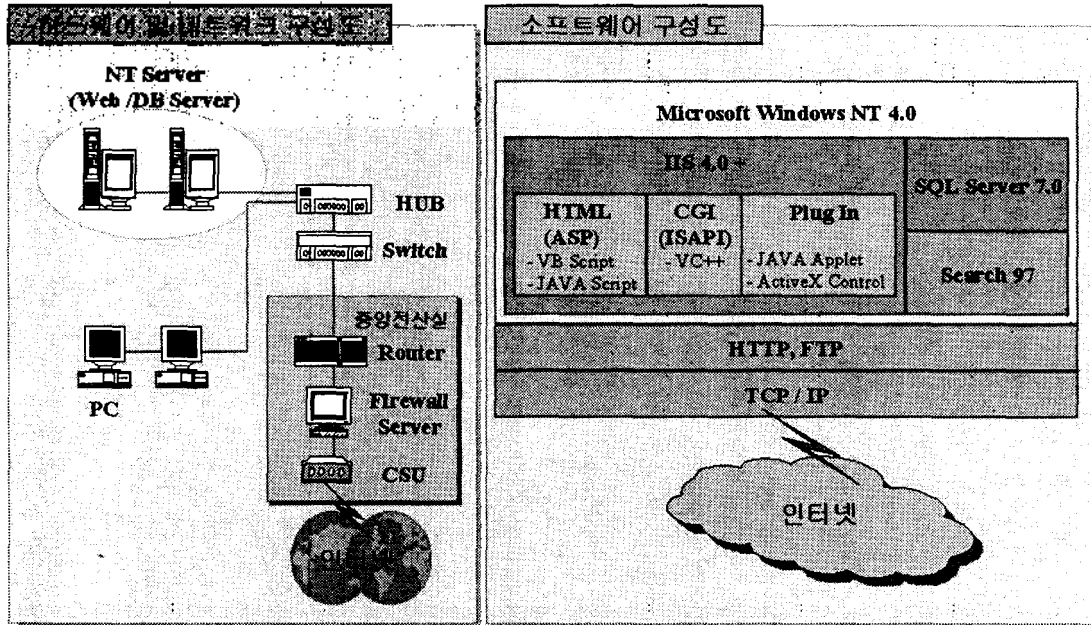 하드웨어 및 네트워크 구성도
NT Server
(Web /DB Server)
HUB
Switch
중앙전산실
Router
Firewall
Server
CSU
PC
소프트웨어 구성도
Microsoft Windows NT 4.0
IIS 4.0 +
HTML
(ASP)
- VB Script
- JAVA Script
CGI
(ISAPI)
- VC++
Plug In
- JAVA Applet
- ActiveX Control
SQL Server 7.0
Search 97
HTTP, FTP
TCP / IP
인터넷